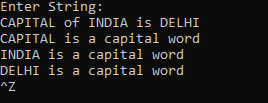 Enter String:
CAPITAL of INDIA is DELHI
CAPITAL is a capital word
INDIA is a capital word
DELHI is a capital word
^Z